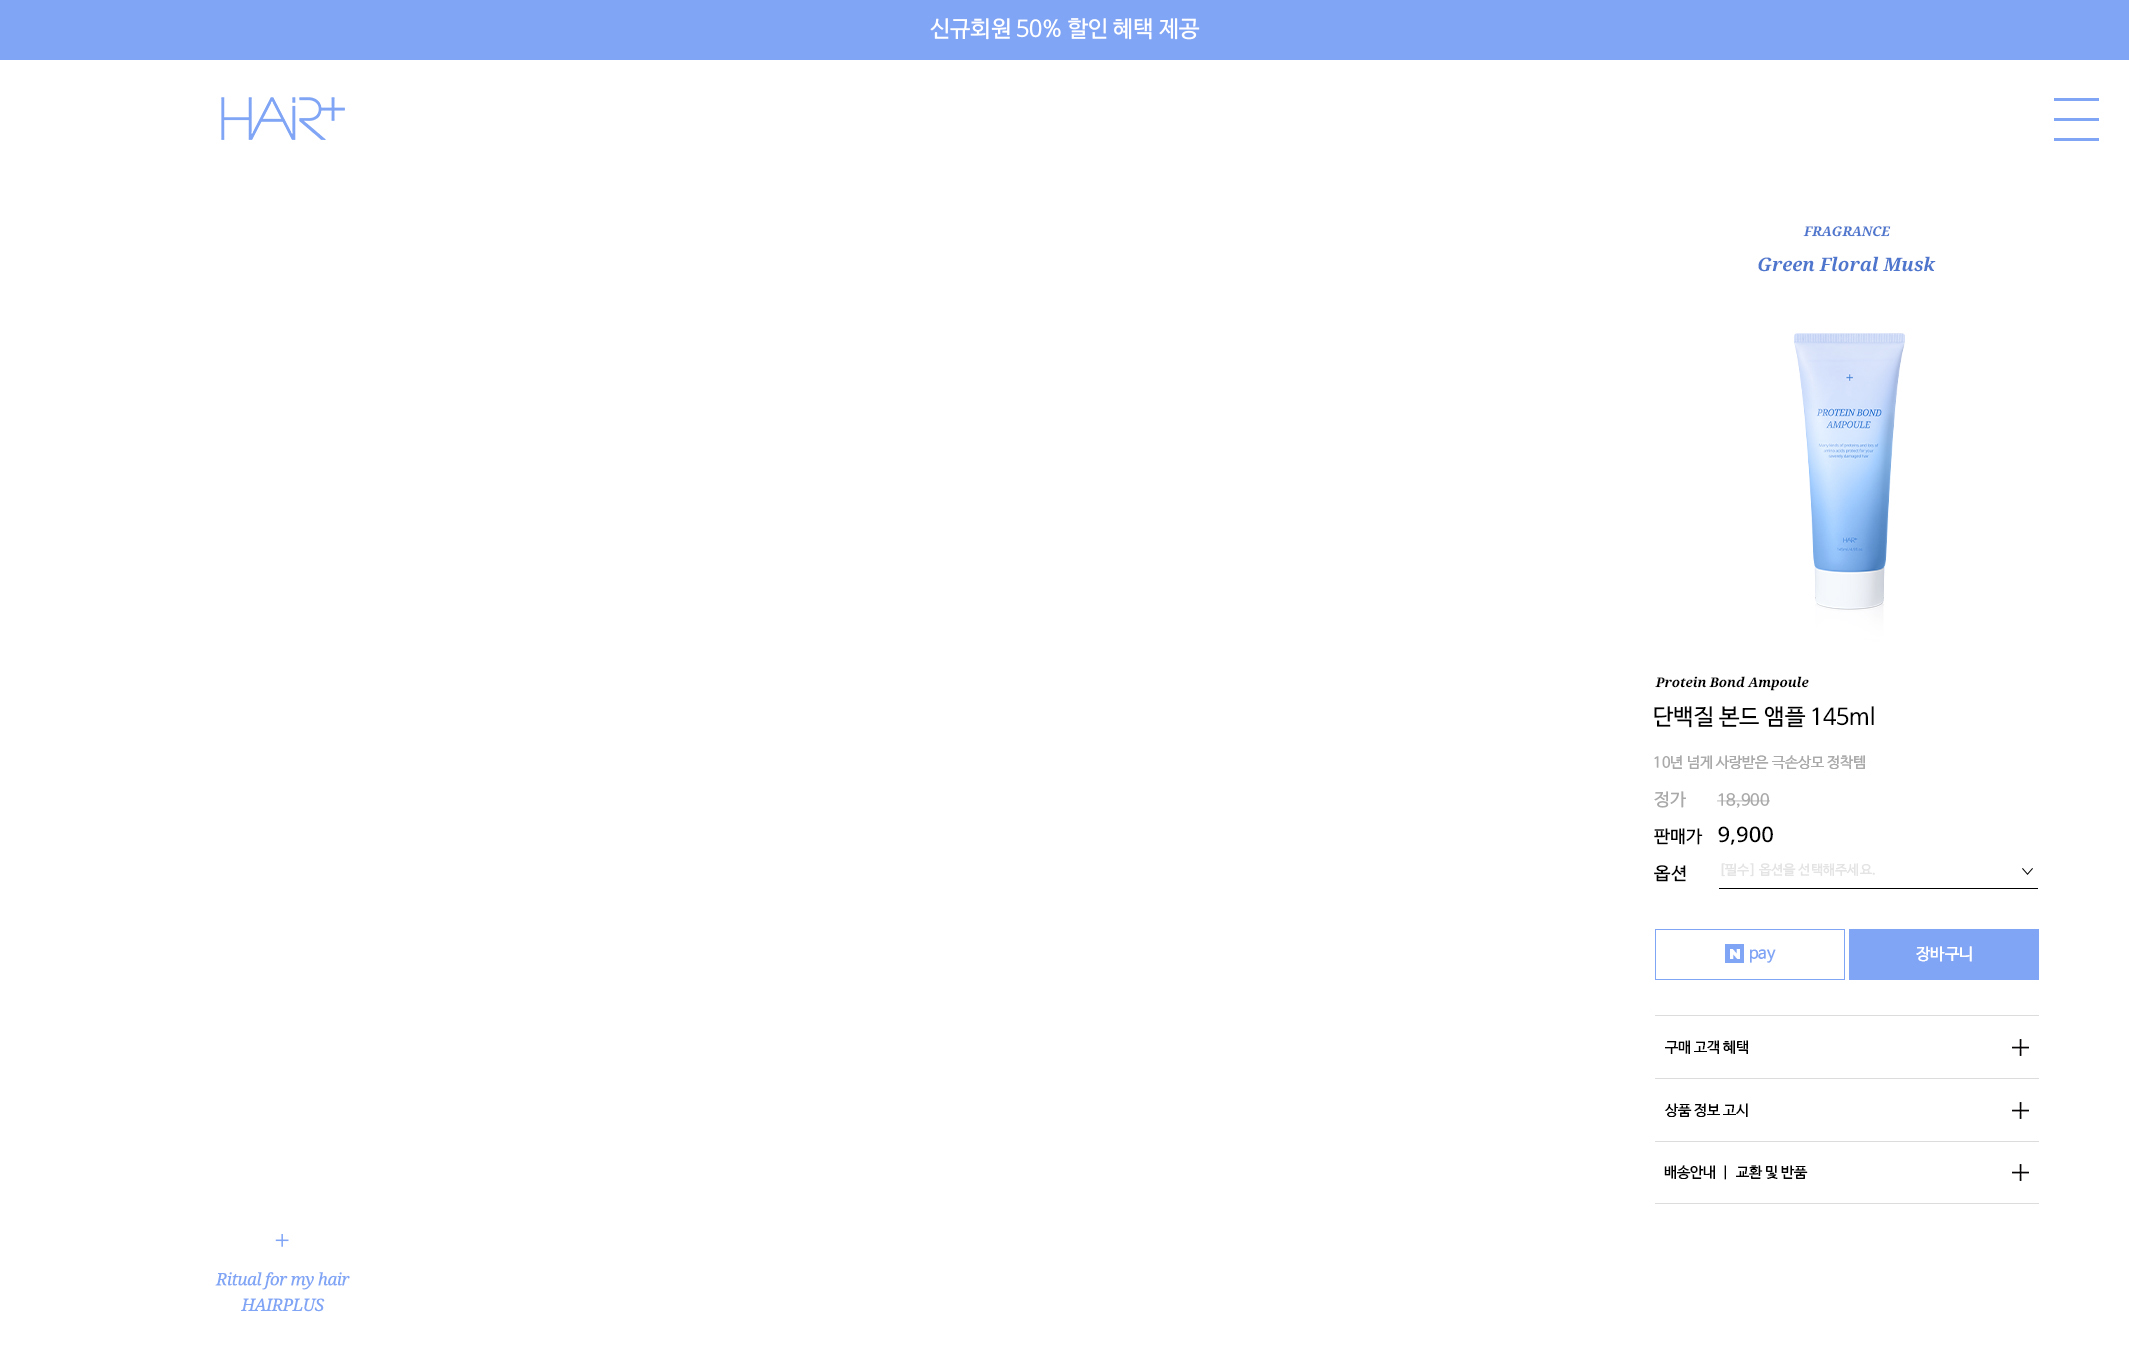 신규회원 50% 할인 혜택 제공
HAiR+
FRAGRANCE
Green Floral Musk
+
PROTEIN BOND
AMPOULE
HAiR+
Protein Bond Ampoule
단백질 본드 앰플 145ml
10년 넘게 사랑받은 극손상모 정착템
정가 18,900
판매가 9,900
옵션 [필수] 옵션을 선택해주세요.
N pay
장바구니
구매 고객 혜택 +
상품 정보 고시 +
배송안내 | 교환 및 반품 +
+
Ritual for my hair
HAIRPLUS